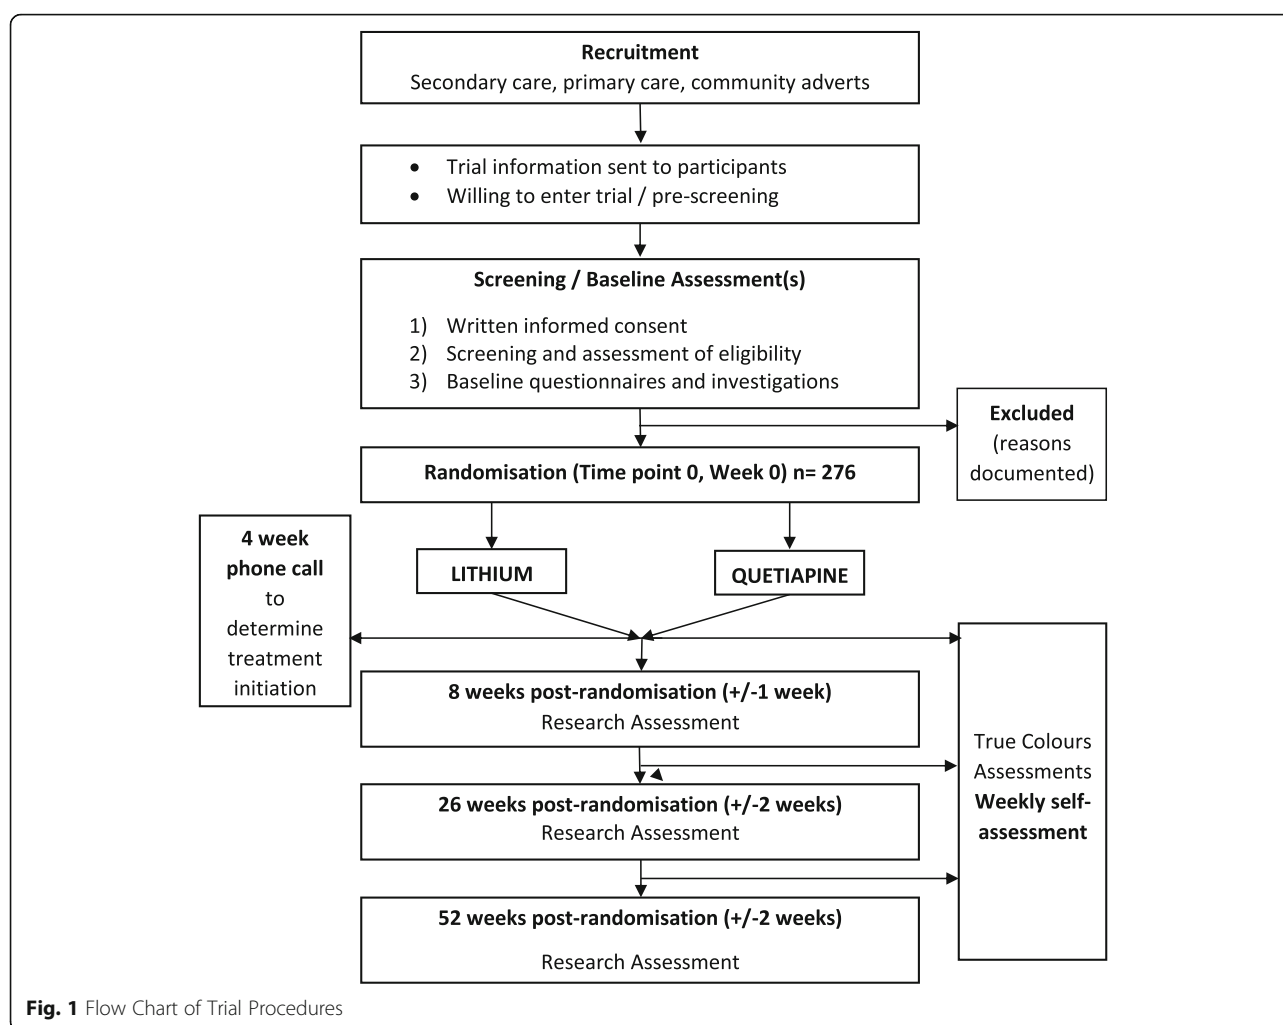 Recruitment
Secondary care, primary care, community adverts
• Trial information sent to participants
• Willing to enter trial / pre-screening
Screening / Baseline Assessment(s)
1) Written informed consent
2) Screening and assessment of eligibility
3) Baseline questionnaires and investigations
Excluded
(reasons
documented)
Randomisation (Time point 0, Week 0) n= 276
LITHIUM
QUETIAPINE
4 week
phone call
to
determine
treatment
initiation
8 weeks post-randomisation (+/-1 week)
Research Assessment
True Colours
Assessments
Weekly self-
assessment
26 weeks post-randomisation (+/-2 weeks)
Research Assessment
52 weeks post-randomisation (+/-2 weeks)
Research Assessment
Fig. 1 Flow Chart of Trial Procedures